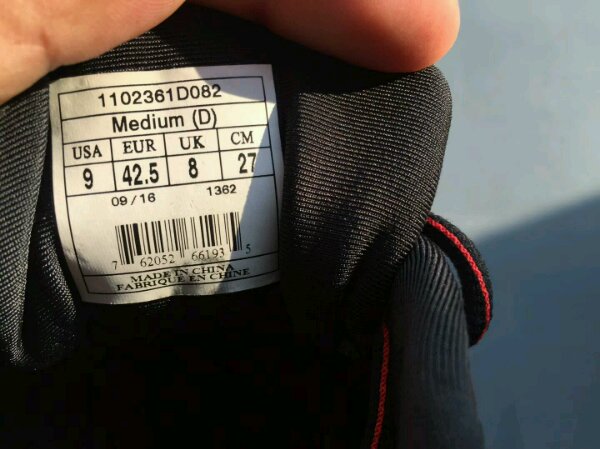 1102361D082
Medium (D)
USA EUR UK CM
9 42.5 8 27
09/16 1362
7 62052 66193 5
MADE IN CHINA
FABRIQUE EN CHINE